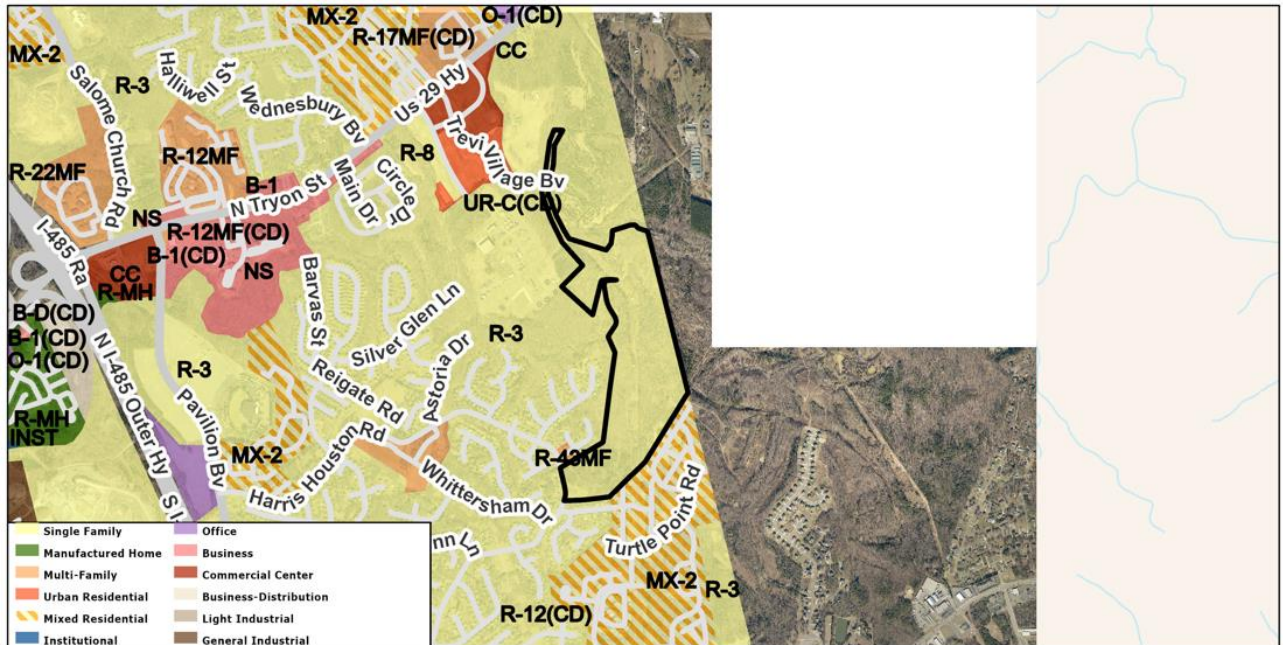 MX-2
O-1(CD)
R-17MF(CD)
CC
MX-2
R-3
Halliwell St
Salome Church Rd
Wednesbury Bv
Us 29 Hy
Trevi Village Bv
R-8
R-12MF
R-22MF
B-1
Main Dr
Circle Dr
UR-C(CD)
N Tryon St
NS
R-12MF(CD)
I-485 Ra
B-1(CD)
NS
CC
R-MH
Barvas St
Silver Glen Ln
B-D(CD)
B-1(CD)
O-1(CD)
N I-485 Outer Hy
R-3
R-3
Reigate Rd
Astoria Dr
Pavilion Bv
R-MH
INST
MX-2
Harris Houston Rd
R-43MF
Whittersham Dr
Turtle Point Rd
S I-
nn Ln
MX-2
R-3
R-12(CD)
Single Family
Office
Manufactured Home
Business
Multi-Family
Commercial Center
Urban Residential
Business-Distribution
Mixed Residential
Light Industrial
Institutional
General Industrial